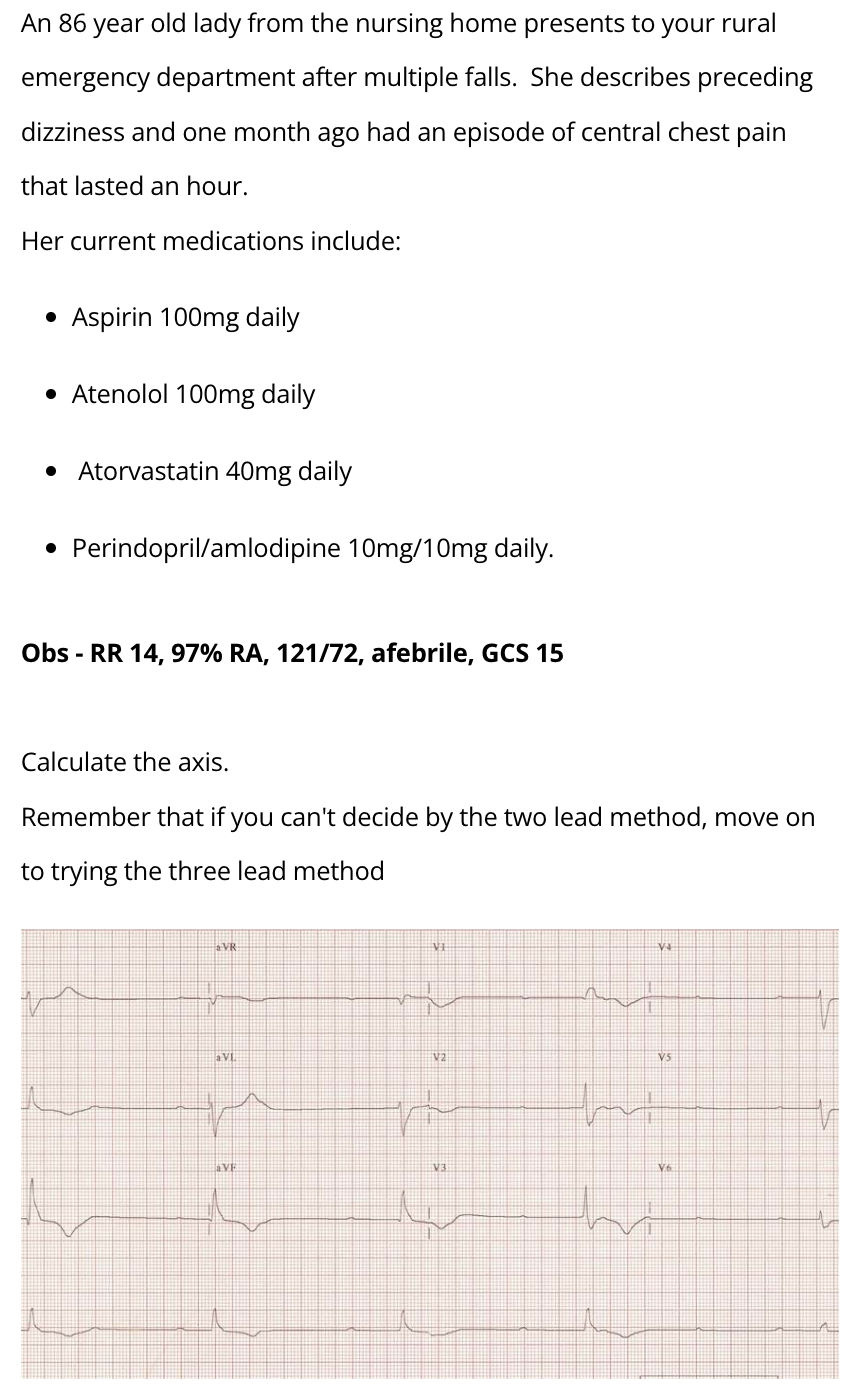 An 86 year old lady from the nursing home presents to your rural
emergency department after multiple falls.  She describes preceding
dizziness and one month ago had an episode of central chest pain
that lasted an hour.
Her current medications include:
• Aspirin 100mg daily
• Atenolol 100mg daily
• Atorvastatin 40mg daily
• Perindopril/amlodipine 10mg/10mg daily.
Obs - RR 14, 97% RA, 121/72, afebrile, GCS 15
Calculate the axis.
Remember that if you can't decide by the two lead method, move on
to trying the three lead method
aVR V1 V4
aVL V2 V5
aVF V3 V6